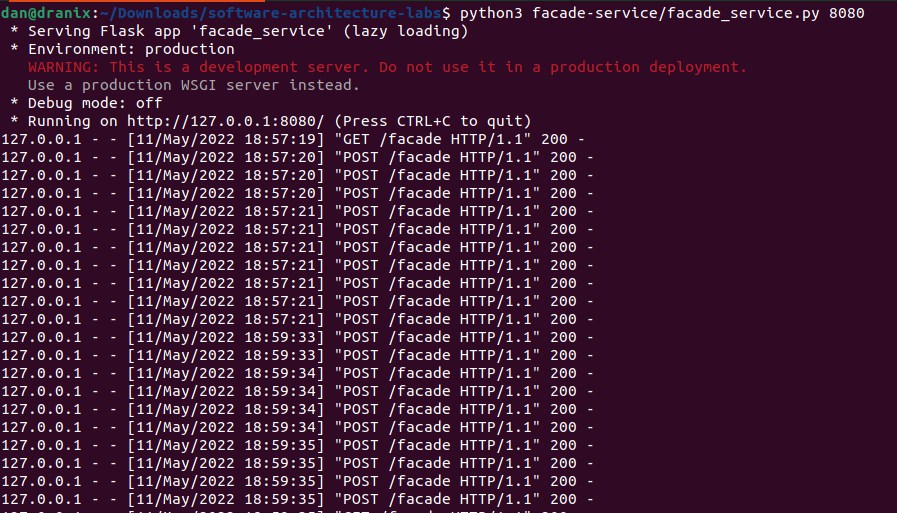 dan@dranix:~/Downloads/software-architecture-labs$ python3 facade-service/facade_service.py 8080
 * Serving Flask app 'facade_service' (lazy loading)
 * Environment: production
   WARNING: This is a development server. Do not use it in a production deployment.
   Use a production WSGI server instead.
 * Debug mode: off
 * Running on http://127.0.0.1:8080/ (Press CTRL+C to quit)
127.0.0.1 - - [11/May/2022 18:57:19] "GET /facade HTTP/1.1" 200 -
127.0.0.1 - - [11/May/2022 18:57:20] "POST /facade HTTP/1.1" 200 -
127.0.0.1 - - [11/May/2022 18:57:20] "POST /facade HTTP/1.1" 200 -
127.0.0.1 - - [11/May/2022 18:57:20] "POST /facade HTTP/1.1" 200 -
127.0.0.1 - - [11/May/2022 18:57:21] "POST /facade HTTP/1.1" 200 -
127.0.0.1 - - [11/May/2022 18:57:21] "POST /facade HTTP/1.1" 200 -
127.0.0.1 - - [11/May/2022 18:57:21] "POST /facade HTTP/1.1" 200 -
127.0.0.1 - - [11/May/2022 18:57:21] "POST /facade HTTP/1.1" 200 -
127.0.0.1 - - [11/May/2022 18:57:21] "POST /facade HTTP/1.1" 200 -
127.0.0.1 - - [11/May/2022 18:57:21] "POST /facade HTTP/1.1" 200 -
127.0.0.1 - - [11/May/2022 18:57:21] "POST /facade HTTP/1.1" 200 -
127.0.0.1 - - [11/May/2022 18:59:33] "POST /facade HTTP/1.1" 200 -
127.0.0.1 - - [11/May/2022 18:59:33] "POST /facade HTTP/1.1" 200 -
127.0.0.1 - - [11/May/2022 18:59:34] "POST /facade HTTP/1.1" 200 -
127.0.0.1 - - [11/May/2022 18:59:34] "POST /facade HTTP/1.1" 200 -
127.0.0.1 - - [11/May/2022 18:59:34] "POST /facade HTTP/1.1" 200 -
127.0.0.1 - - [11/May/2022 18:59:34] "POST /facade HTTP/1.1" 200 -
127.0.0.1 - - [11/May/2022 18:59:35] "POST /facade HTTP/1.1" 200 -
127.0.0.1 - - [11/May/2022 18:59:35] "POST /facade HTTP/1.1" 200 -
127.0.0.1 - - [11/May/2022 18:59:35] "POST /facade HTTP/1.1" 200 -
127.0.0.1 - - [11/May/2022 18:59:35] "POST /facade HTTP/1.1" 200 -